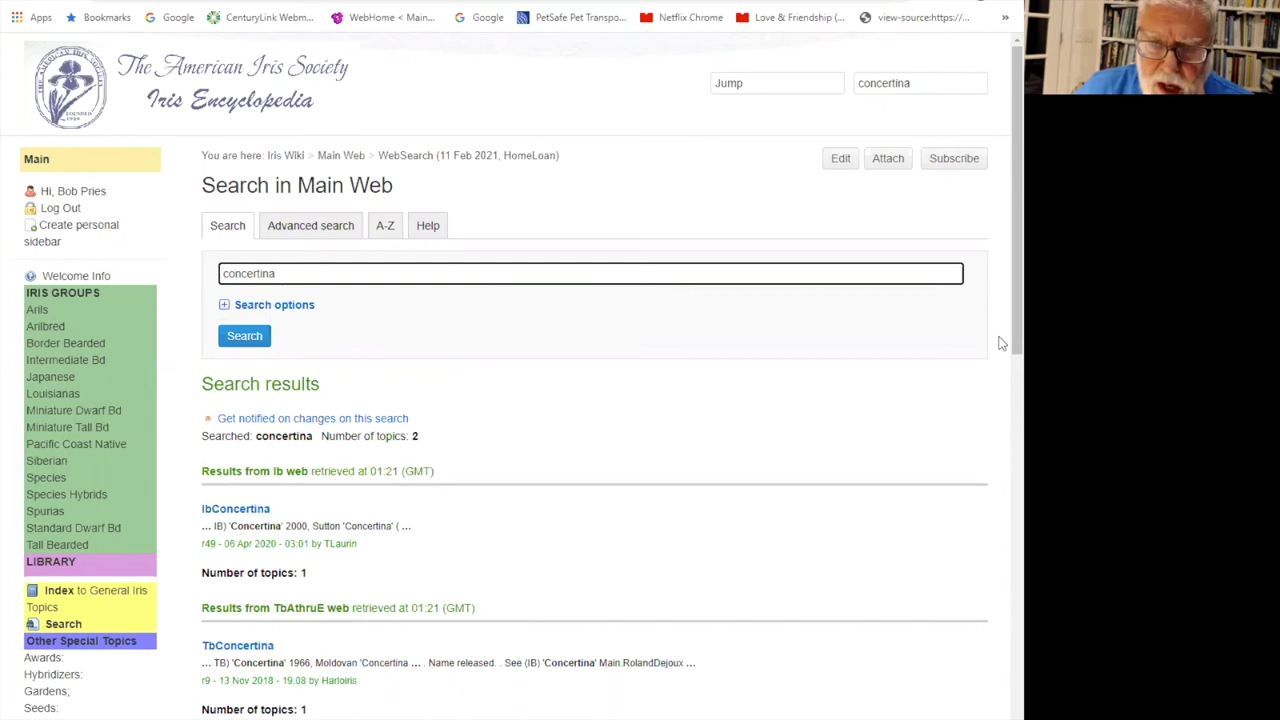 Apps Bookmarks Google CenturyLink Webm... WebHome < Main... Google PetSafe Pet Transpo... Netflix Chrome Love & Friendship (... view-source:https://... »
The American Iris Society
Iris Encyclopedia
Jump concertina
Main
You are here: Iris Wiki > Main Web > WebSearch (11 Feb 2021, HomeLoan)
Edit Attach Subscribe
Search in Main Web
Hi, Bob Pries
Log Out
Create personal
sidebar
Search Advanced search A-Z Help
concertina
Search options
Search
Welcome Info
IRIS GROUPS
Arils
Arilbred
Border Bearded
Intermediate Bd
Japanese
Louisianas
Miniature Dwarf Bd
Miniature Tall Bd
Pacific Coast Native
Siberian
Species
Species Hybrids
Spurias
Standard Dwarf Bd
Tall Bearded
LIBRARY
Index to General Iris
Topics
Search
Other Special Topics
Awards:
Hybridizers:
Gardens;
Seeds:
Search results
Get notified on changes on this search
Searched: concertina Number of topics: 2
Results from Ib web retrieved at 01:21 (GMT)
IbConcertina
... IB) 'Concertina' 2000, Sutton 'Concertina' ( ...
r49 - 06 Apr 2020 - 03:01 by TLaurin
Number of topics: 1
Results from TbAthruE web retrieved at 01:21 (GMT)
TbConcertina
... TB) 'Concertina' 1966, Moldovan 'Concertina ... . Name released. . See (IB) 'Concertina' Main.RolandDejoux ...
r9 - 13 Nov 2018 - 19:08 by Harloiris
Number of topics: 1